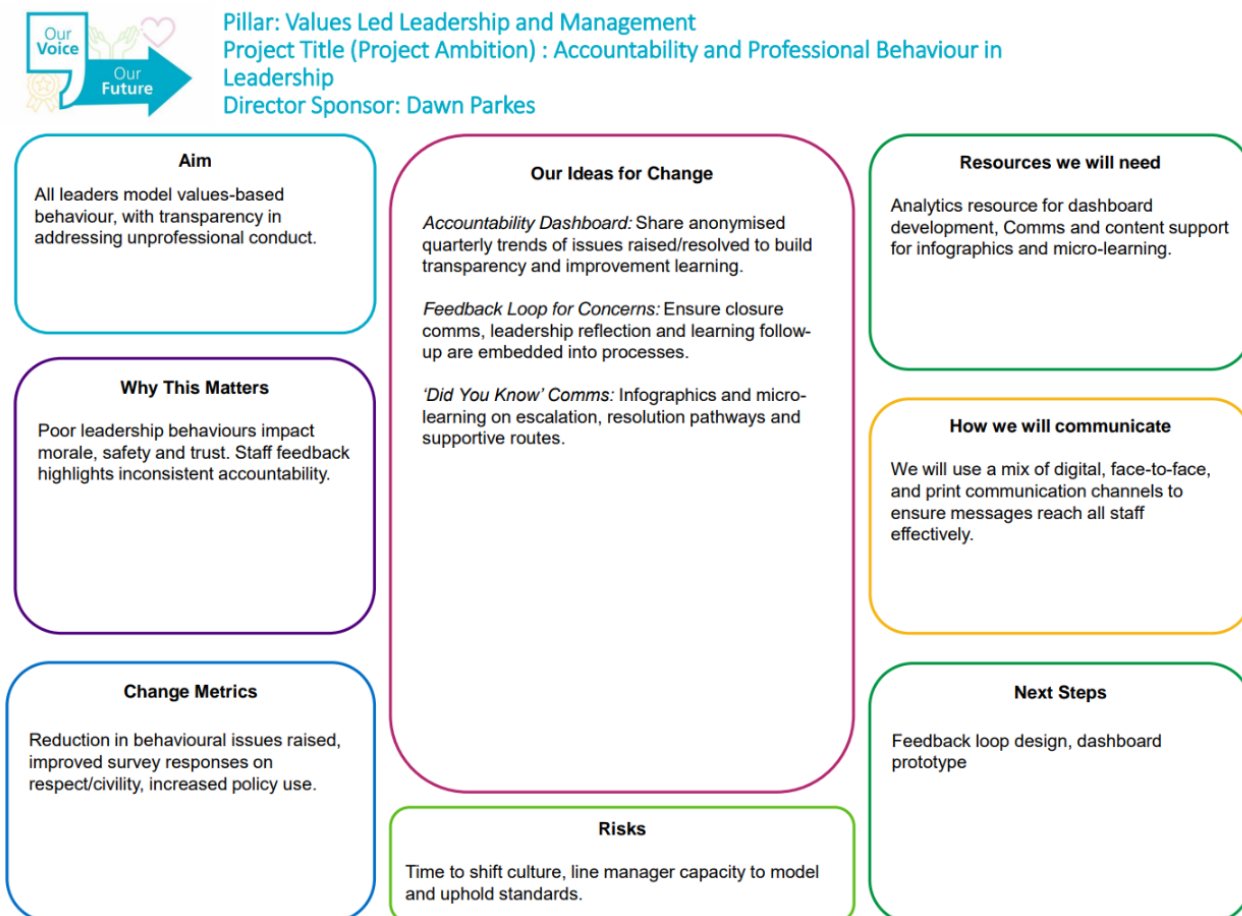 Our
Voice
Our
Future
Pillar: Values Led Leadership and Management
Project Title (Project Ambition) : Accountability and Professional Behaviour in
Leadership
Director Sponsor: Dawn Parkes
Aim
All leaders model values-based
behaviour, with transparency in
addressing unprofessional conduct.
Why This Matters
Poor leadership behaviours impact
morale, safety and trust. Staff feedback
highlights inconsistent accountability.
Change Metrics
Reduction in behavioural issues raised,
improved survey responses on
respect/civility, increased policy use.
Our Ideas for Change
Accountability Dashboard: Share anonymised
quarterly trends of issues raised/resolved to build
transparency and improvement learning.
Feedback Loop for Concerns: Ensure closure
comms, leadership reflection and learning follow-
up are embedded into processes.
‘Did You Know’ Comms: Infographics and micro-
learning on escalation, resolution pathways and
supportive routes.
Risks
Time to shift culture, line manager capacity to model
and uphold standards.
Resources we will need
Analytics resource for dashboard
development, Comms and content support
for infographics and micro-learning.
How we will communicate
We will use a mix of digital, face-to-face,
and print communication channels to
ensure messages reach all staff
effectively.
Next Steps
Feedback loop design, dashboard
prototype